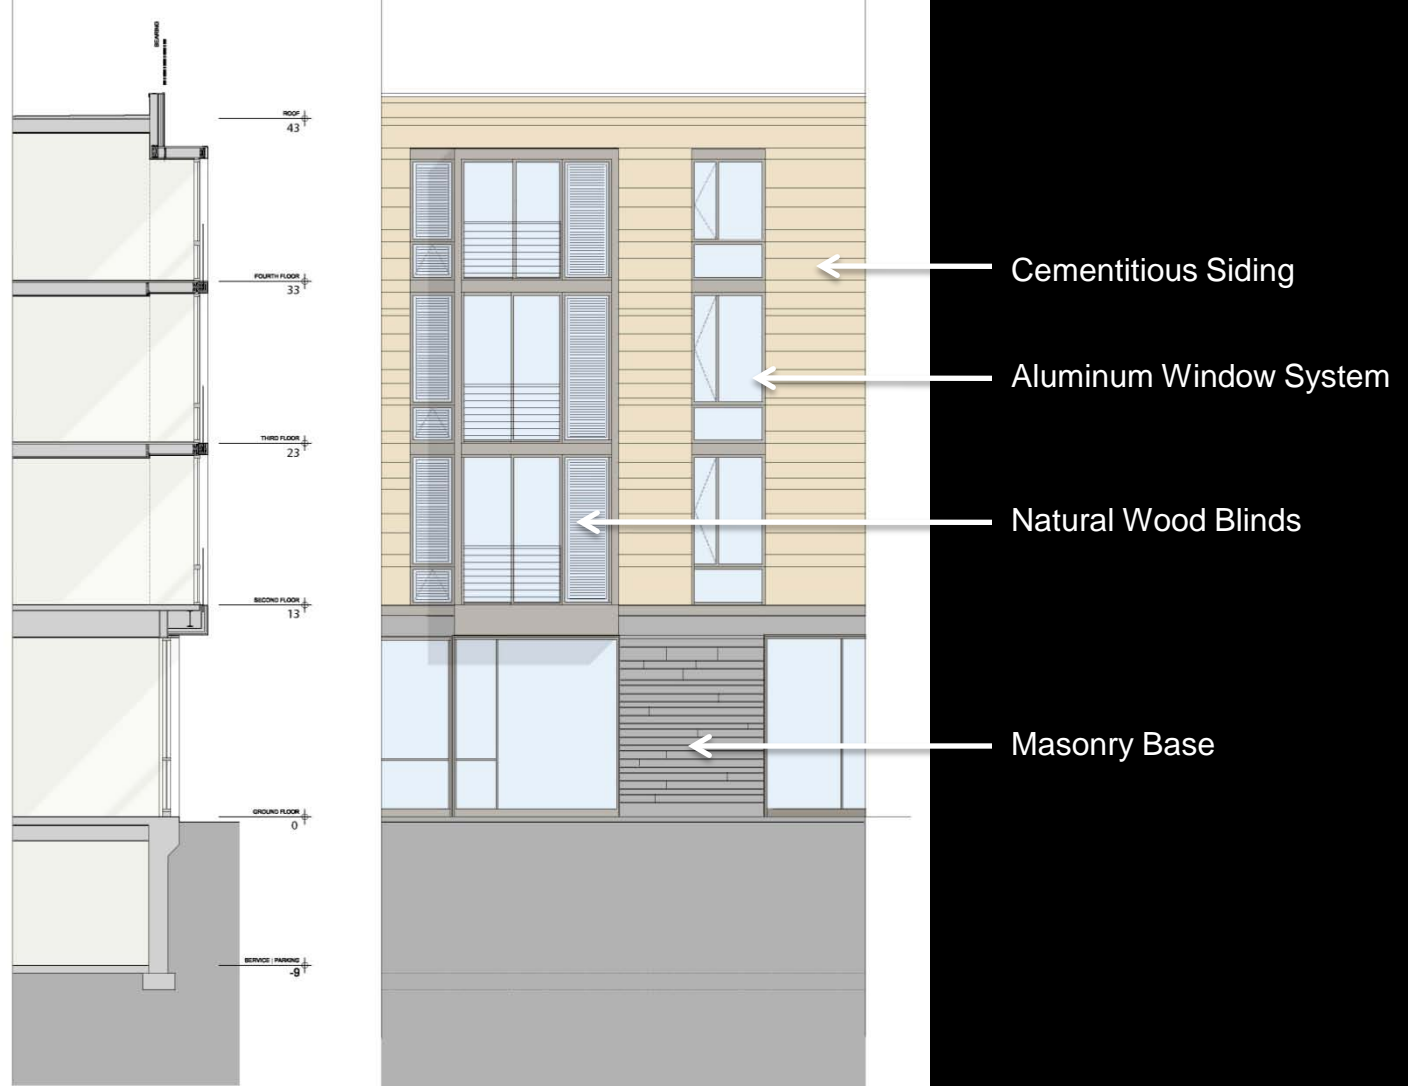 BEARING
ROOF
43
FOURTH FLOOR
33
THIRD FLOOR
23
SECOND FLOOR
13
GROUND FLOOR
0
SERVICE | PARKING
-9
Cementitious Siding
Aluminum Window System
Natural Wood Blinds
Masonry Base